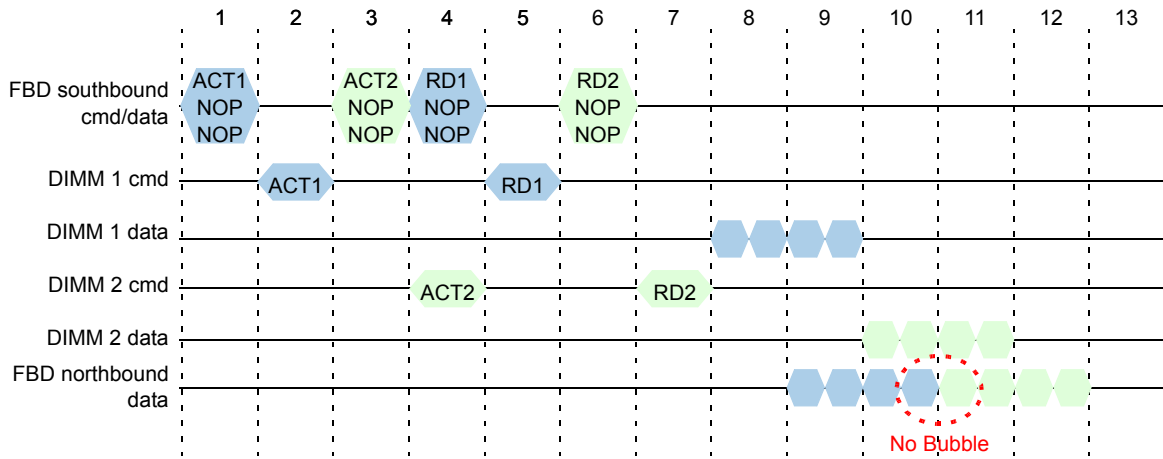 1 2 3 4 5 6 7 8 9 10 11 12 13
FBD southbound
cmd/data
ACT1
NOP
NOP
ACT2
NOP
NOP
RD1
NOP
NOP
RD2
NOP
NOP
DIMM 1 cmd
ACT1
RD1
DIMM 1 data
DIMM 2 cmd
ACT2
RD2
DIMM 2 data
FBD northbound
data
No Bubble